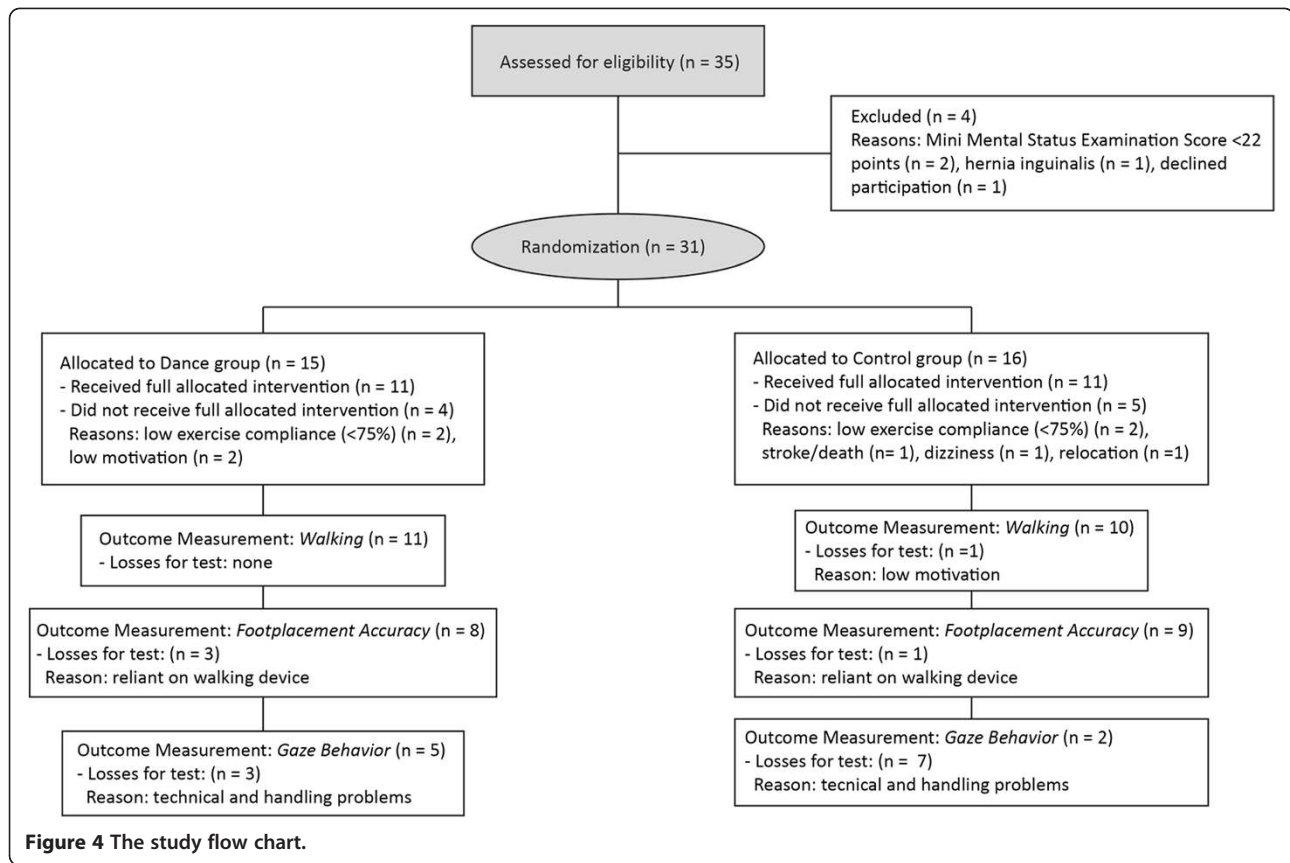 Assessed for eligibility (n = 35)
Excluded (n = 4)
Reasons: Mini Mental Status Examination Score <22
points (n = 2), hernia inguinalis (n = 1), declined
participation (n = 1)
Randomization (n = 31)
Allocated to Dance group (n = 15)
- Received full allocated intervention (n = 11)
- Did not receive full allocated intervention (n = 4)
Reasons: low exercise compliance (<75%) (n = 2),
low motivation (n = 2)
Allocated to Control group (n = 16)
- Received full allocated intervention (n = 11)
- Did not receive full allocated intervention (n = 5)
Reasons: low exercise compliance (<75%) (n = 2),
stroke/death (n= 1), dizziness (n = 1), relocation (n =1)
Outcome Measurement: Walking (n = 11)
- Losses for test: none
Outcome Measurement: Walking (n = 10)
- Losses for test: (n =1)
Reason: low motivation
Outcome Measurement: Footplacement Accuracy (n = 8)
- Losses for test: (n = 3)
Reason: reliant on walking device
Outcome Measurement: Footplacement Accuracy (n = 9)
- Losses for test: (n = 1)
Reason: reliant on walking device
Outcome Measurement: Gaze Behavior (n = 5)
- Losses for test: (n = 3)
Reason: technical and handling problems
Outcome Measurement: Gaze Behavior (n = 2)
- Losses for test: (n =  7)
Reason: tecnical and handling problems
Figure 4 The study flow chart.